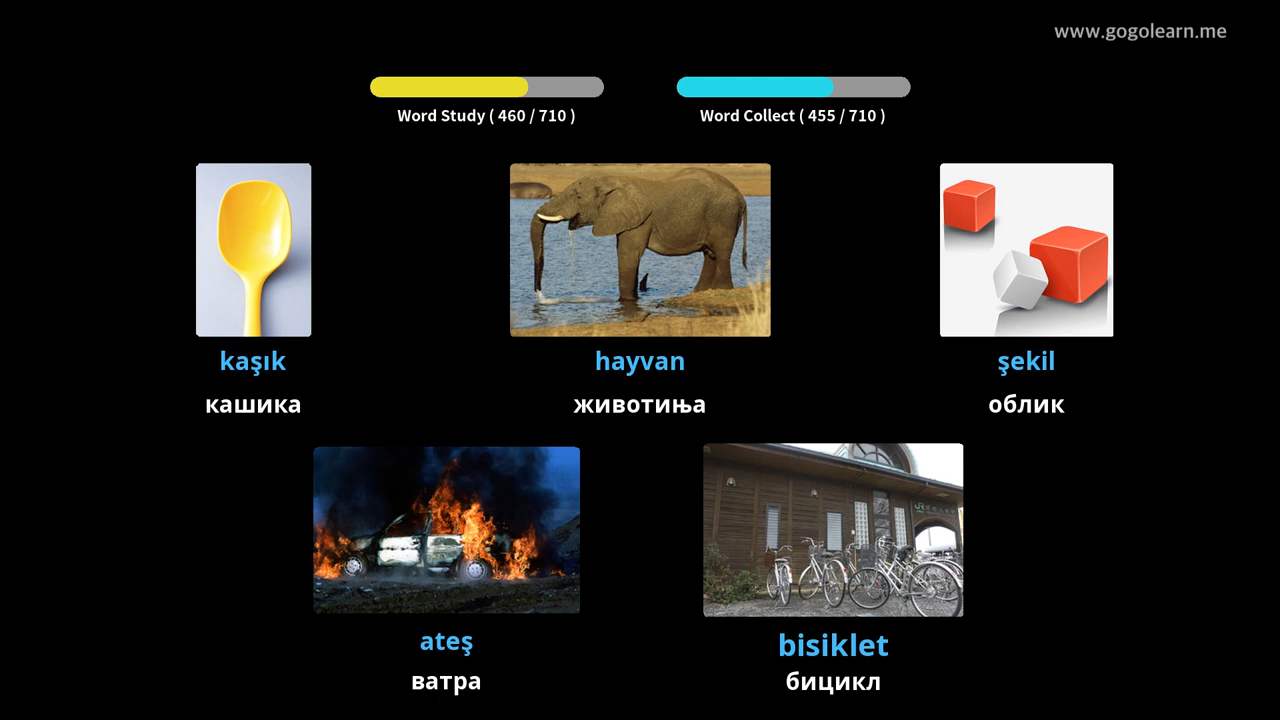 www.gogolearn.me
Word Study ( 460 / 710 )
Word Collect ( 455 / 710 )
kaşık
hayvan
şekil
кашика
животиња
облик
ateş
bisiklet
ватра
бицикл